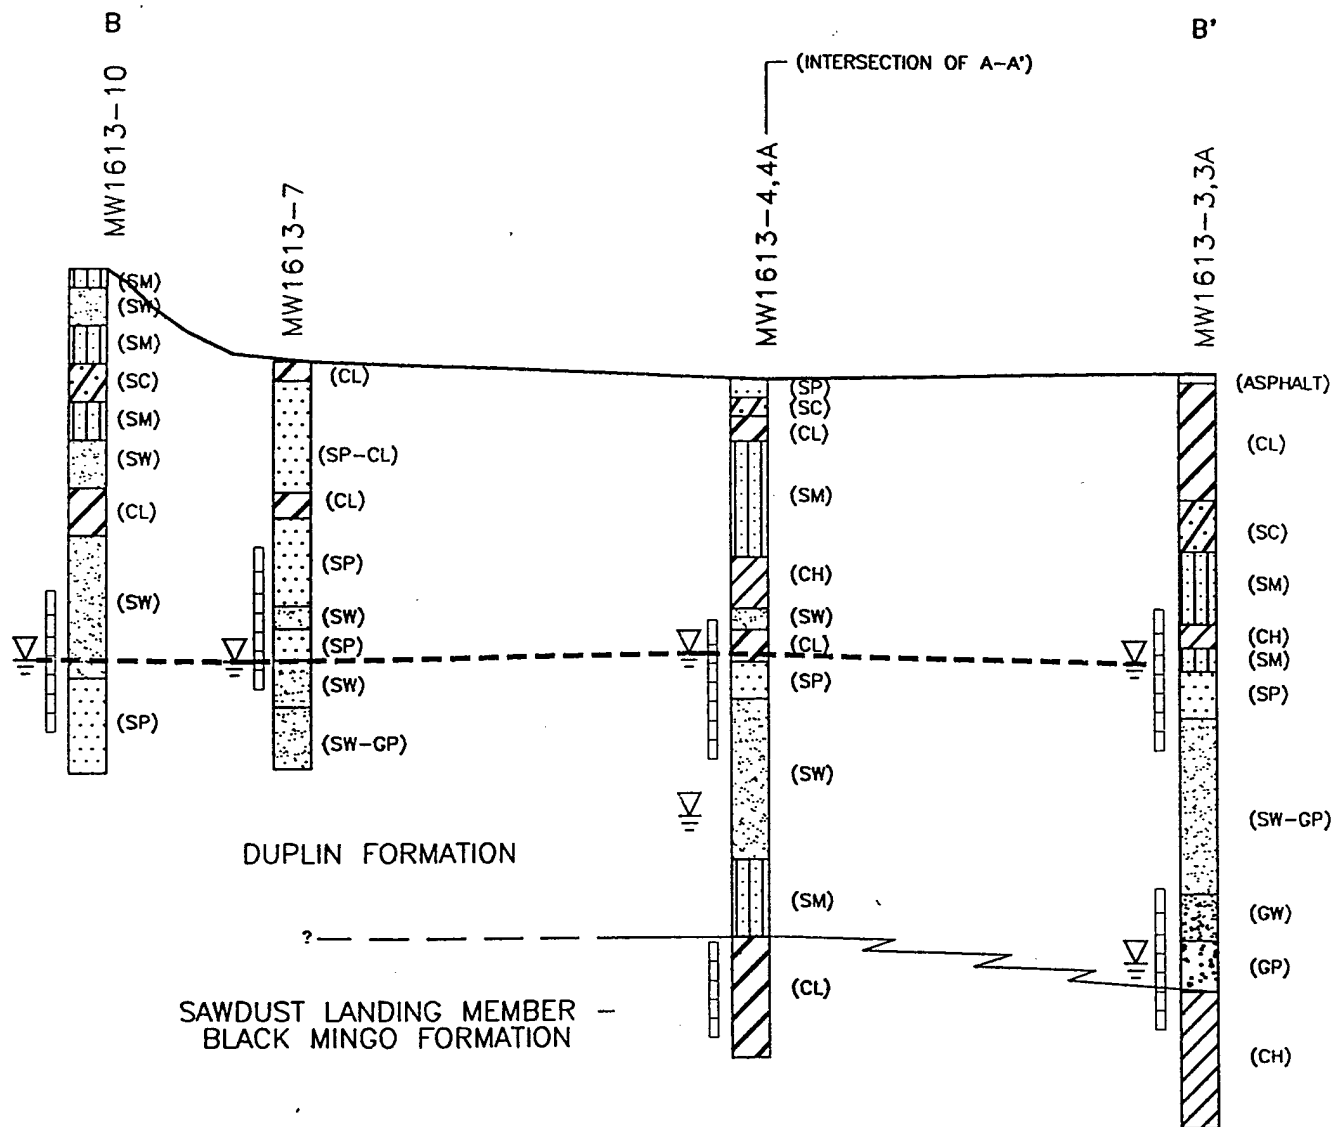 B
B'
(INTERSECTION OF A-A')
MW1613-10
MW1613-7
MW1613-4,4A
MW1613-3,3A
(SM)
(SW)
(SM)
(SC)
(SM)
(SW)
(CL)
(SW)
(SP)
(CL)
(SP-CL)
(CL)
(SP)
(SW)
(SP)
(SW)
(SW-GP)
(SP)
(SC)
(CL)
(SM)
(CH)
(SW)
(CL)
(SP)
(SW)
(SM)
(CL)
(ASPHALT)
(CL)
(SC)
(SM)
(CH)
(SM)
(SP)
(SW-GP)
(GW)
(GP)
(CH)
DUPLIN FORMATION
?
SAWDUST LANDING MEMBER -
BLACK MINGO FORMATION